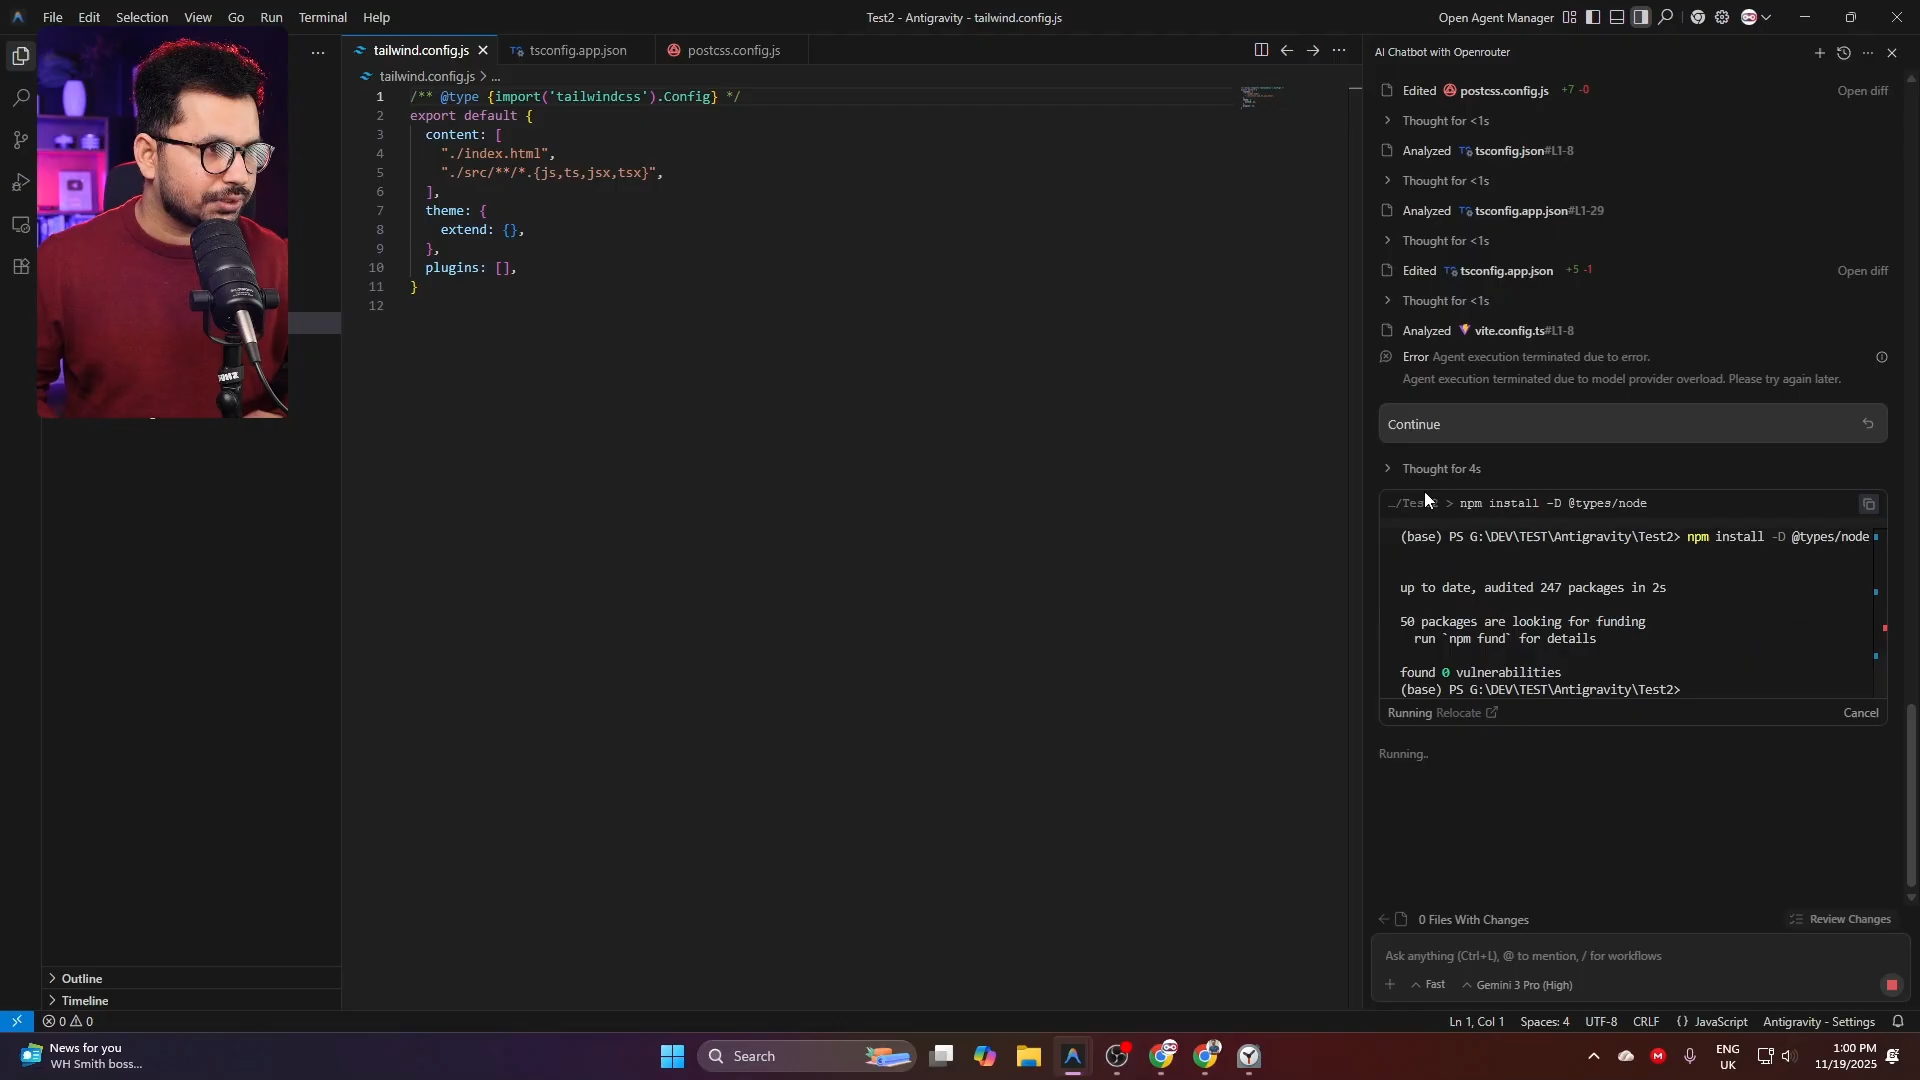 File Edit Selection View Go Run Terminal Help
Test2 - Antigravity - tailwind.config.js
Open Agent Manager
tailwind.config.js
tsconfig.app.json
postcss.config.js
tailwind.config.js > ...
1 /** @type {import('tailwindcss').Config} */
2 export default {
3 content: [
4 "./index.html",
5 "./src/**/*.{js,ts,jsx,tsx}",
6 ],
7 theme: {
8 extend: {},
9 },
10 plugins: [],
11 }
12
AI Chatbot with Openrouter
Edited postcss.config.js +7 -0 Open diff
Thought for <1s
Analyzed tsconfig.json#L1-8
Thought for <1s
Analyzed tsconfig.app.json#L1-29
Thought for <1s
Edited tsconfig.app.json +5 -1 Open diff
Thought for <1s
Analyzed vite.config.ts#L1-8
Error Agent execution terminated due to error.
Agent execution terminated due to model provider overload. Please try again later.
Continue
Thought for 4s
> npm install -D @types/node
(base) PS G:\DEV\TEST\Antigravity\Test2> npm install -D @types/node
up to date, audited 247 packages in 2s
50 packages are looking for funding
run `npm fund` for details
found 0 vulnerabilities
(base) PS G:\DEV\TEST\Antigravity\Test2>
Running Relocate Cancel
Running..
0 Files With Changes Review Changes
Ask anything (Ctrl+L), @ to mention, / for workflows
Fast Gemini 3 Pro (High)
Outline
Timeline
0 0
Ln 1, Col 1 Spaces: 4 UTF-8 CRLF {} JavaScript Antigravity - Settings
News for you
WH Smith boss...
Search
ENG
UK
1:00 PM
11/19/2025